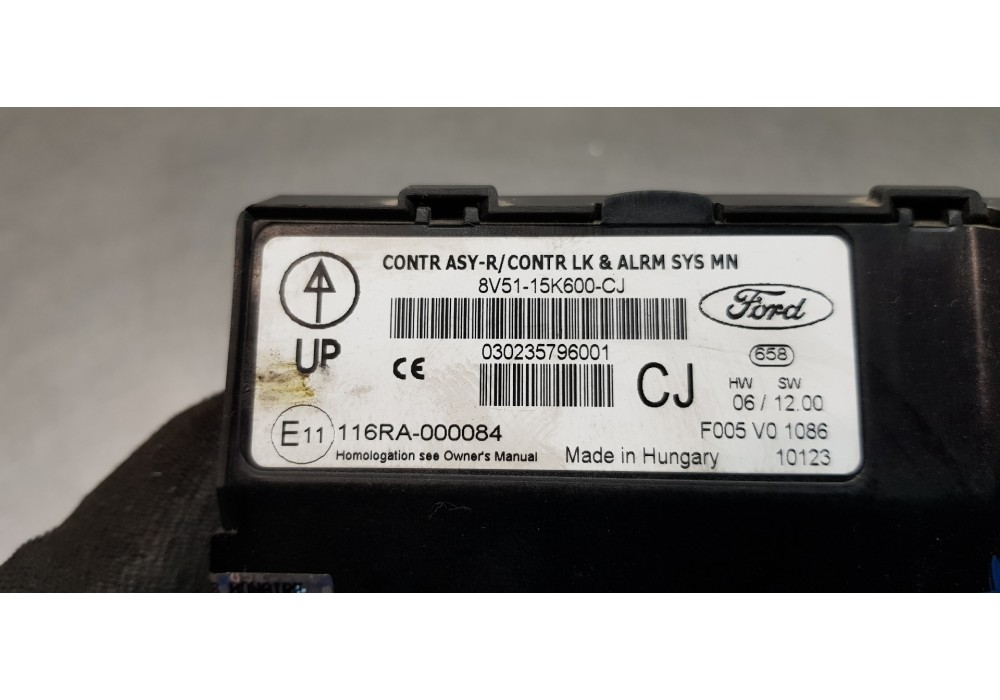 CONTR ASY-R/CONTR LK & ALRM SYS MN
8V51-15K600-CJ
Ford
UP
CE
030235796001
CJ
658
HW SW
06 / 12.00
E11 116RA-000084
F005 V0 1086
Homologation see Owner's Manual
Made in Hungary
10123